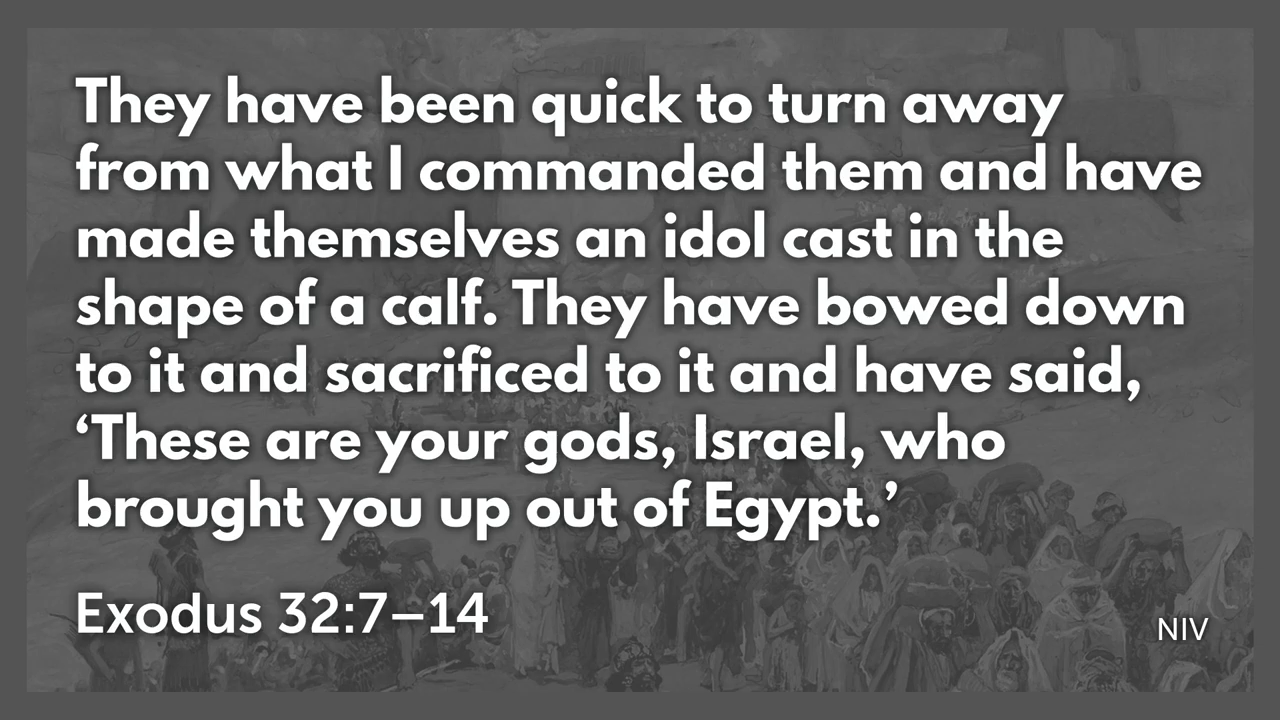 They have been quick to turn away
from what I commanded them and have
made themselves an idol cast in the
shape of a calf. They have bowed down
to it and sacrificed to it and have said,
‘These are your gods, Israel, who
brought you up out of Egypt.’
Exodus 32:7–14
NIV